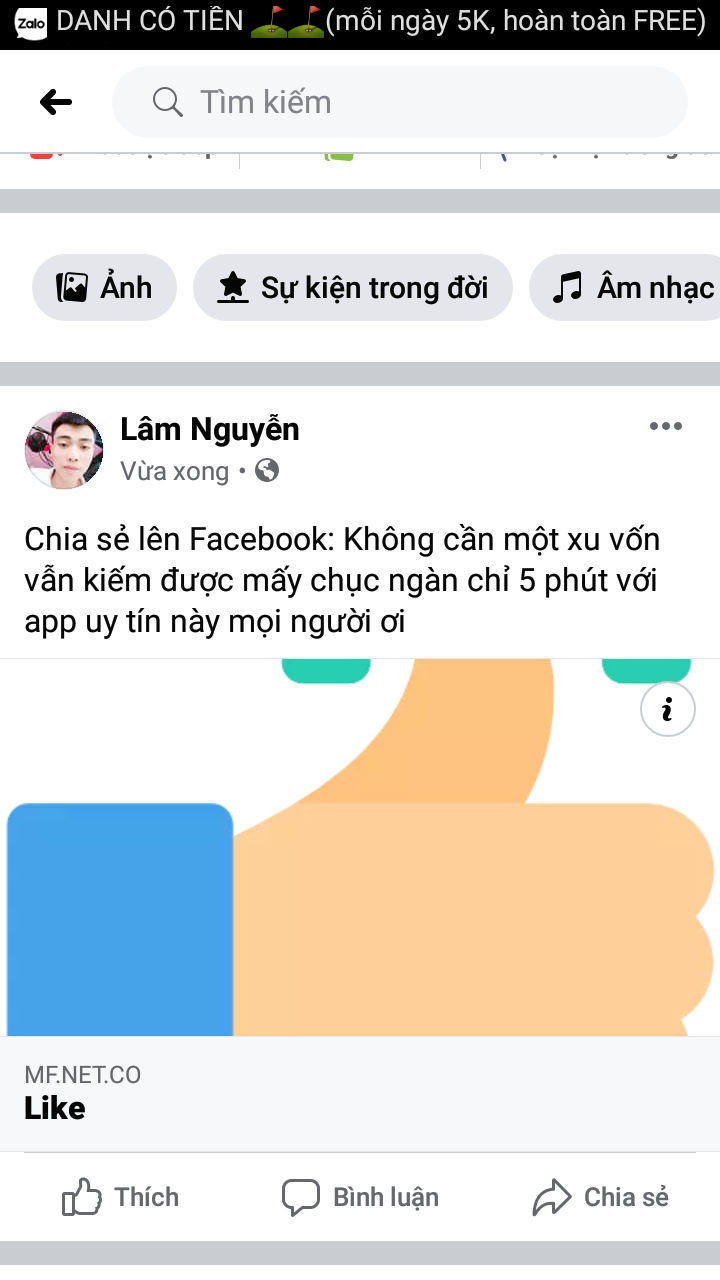 Zalo DANH CÓ TIỀN ⛳⛳(mỗi ngày 5K, hoàn toàn FREE)
Tìm kiếm
Ảnh
Sự kiện trong đời
Âm nhạc
Lâm Nguyễn
Vừa xong •
Chia sẻ lên Facebook: Không cần một xu vốn
vẫn kiếm được mấy chục ngàn chỉ 5 phút với
app uy tín này mọi người ơi
i
MF.NET.CO
Like
Thích
Bình luận
Chia sẻ